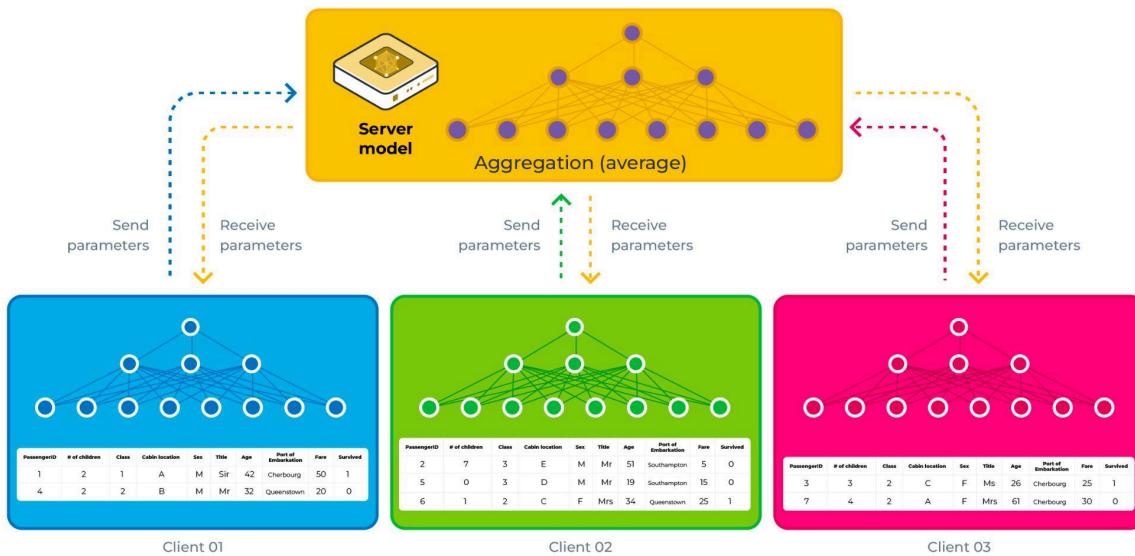 Server
model
Aggregation (average)
Send
parameters
Receive
parameters
Send
parameters
Receive
parameters
Send
parameters
Receive
parameters
PassengerID # of children Class Cabin location Sex Title Age Port of Embarkation Fare Survived
1 2 1 A M Sir 42 Cherbourg 50 1
4 2 2 B M Mr 32 Queenstown 20 0
PassengerID # of children Class Cabin location Sex Title Age Port of Embarkation Fare Survived
2 7 3 E M Mr 51 Southampton 5 0
5 0 3 D M Mr 19 Southampton 15 0
6 1 2 C F Mrs 34 Queenstown 25 1
PassengerID # of children Class Cabin location Sex Title Age Port of Embarkation Fare Survived
3 3 2 C F Ms 26 Cherbourg 25 1
7 4 2 A F Mrs 61 Cherbourg 30 0
Client 01
Client 02
Client 03